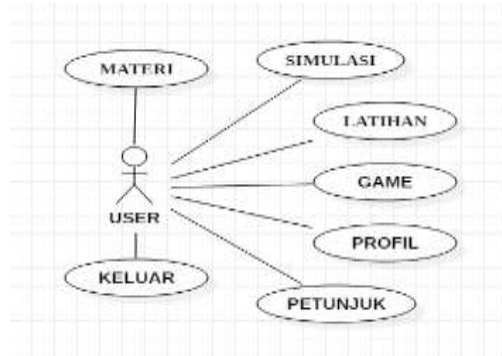 SIMULASI
MATERI
LATIHAN
GAME
USER
PROFIL
KELUAR
PETUNJUK